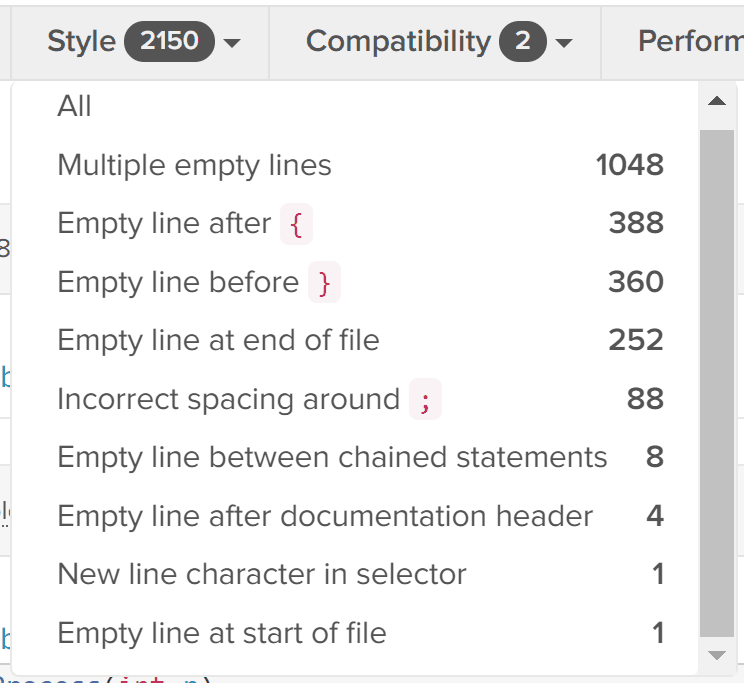 Style 2150 Compatibility 2 Perform
All
Multiple empty lines 1048
Empty line after { 388
Empty line before } 360
Empty line at end of file 252
Incorrect spacing around ; 88
Empty line between chained statements 8
Empty line after documentation header 4
New line character in selector 1
Empty line at start of file 1